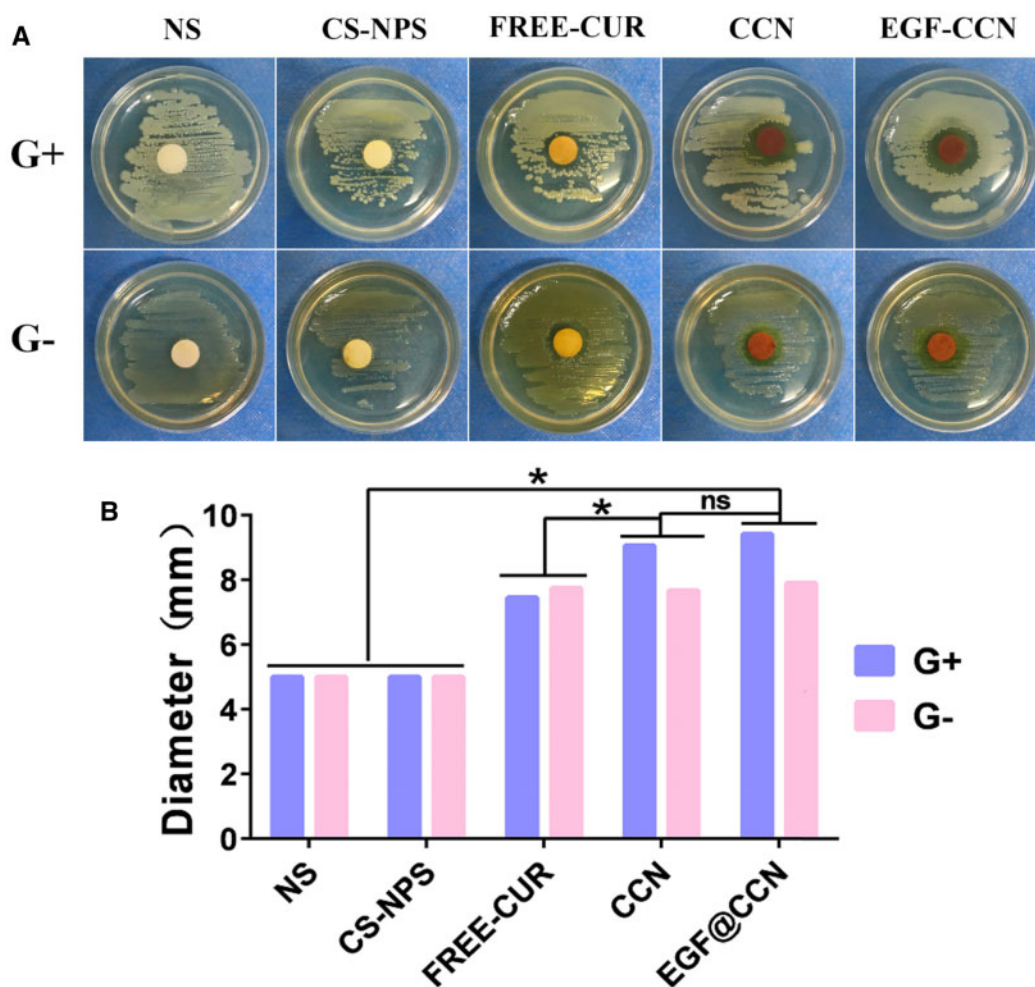 A
NS CS-NPS FREE-CUR CCN EGF-CCN
G+
G-
B
*
* ns
10
8
6
4
2
0
Diameter (mm)
NS
CS-NPS
FREE-CUR
CCN
EGF@CCN
G+
G-